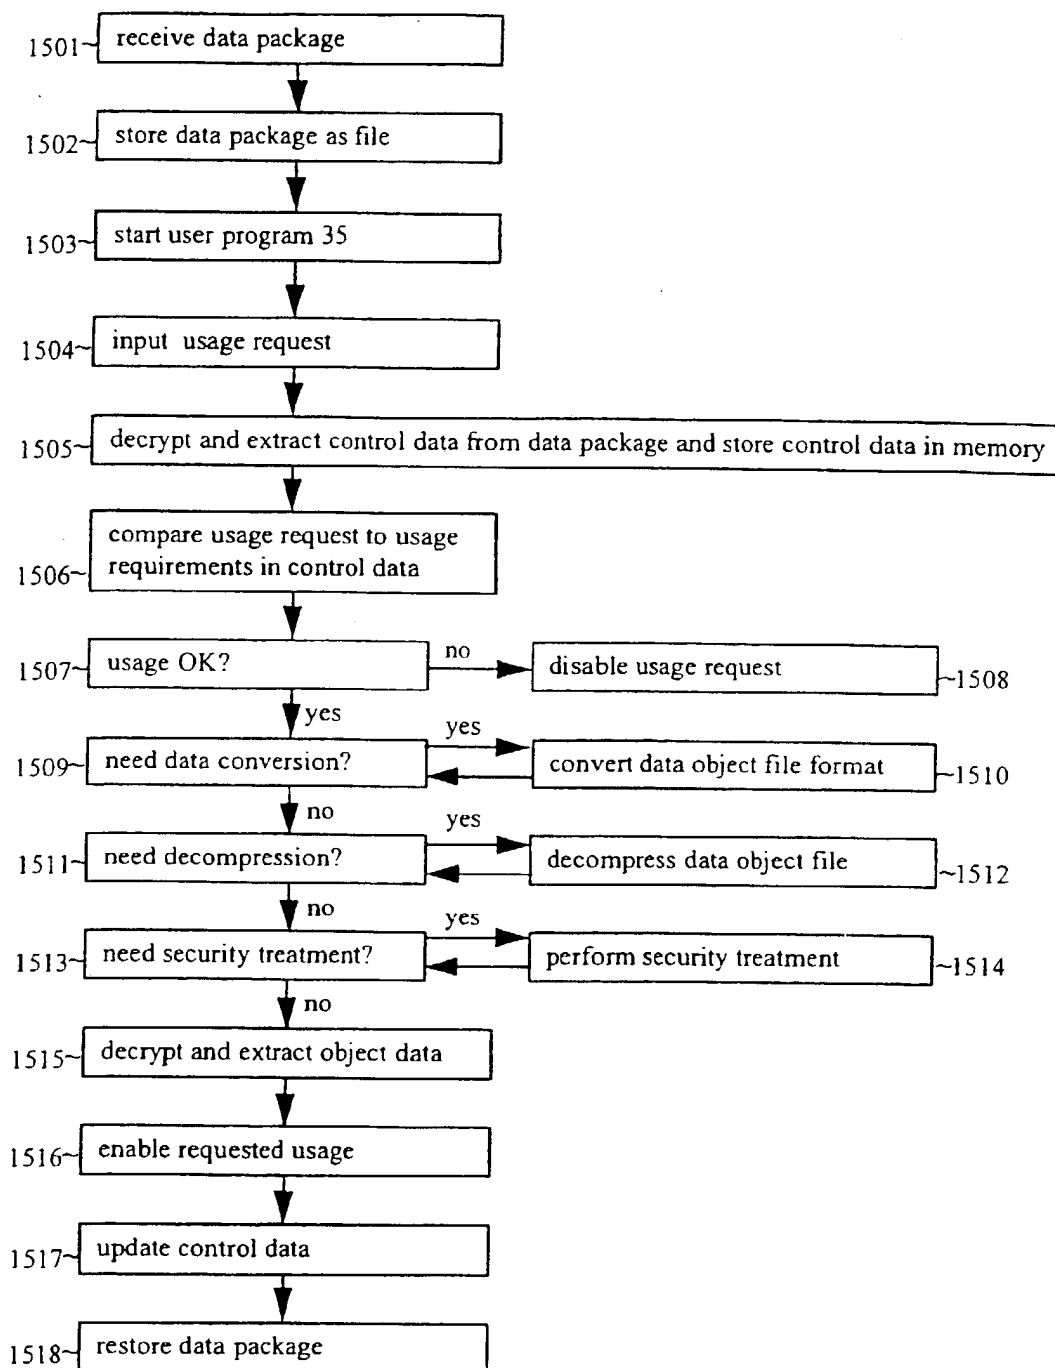 1501~ receive data package
1502~ store data package as file
1503~ start user program 35
1504~ input usage request
1505~ decrypt and extract control data from data package and store control data in memory
compare usage request to usage
1506~ requirements in control data
1507~ usage OK? no disable usage request ~1508
yes
1509~ need data conversion? yes convert data object file format ~1510
no
1511~ need decompression? yes decompress data object file ~1512
no
1513~ need security treatment? yes perform security treatment ~1514
no
1515~ decrypt and extract object data
1516~ enable requested usage
1517~ update control data
1518~ restore data package